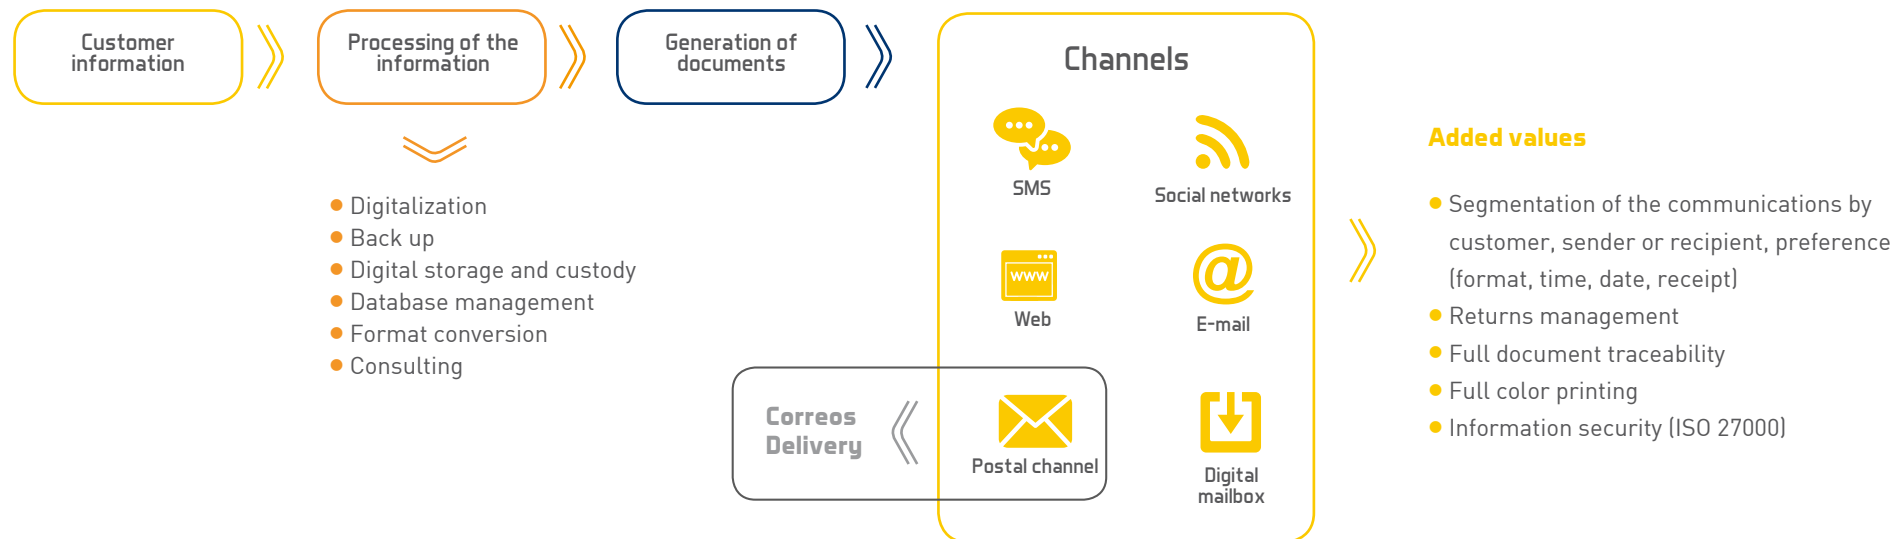 Customer
information
Processing of the
information
Generation of
documents
Digitalization
Back up
Digital storage and custody
Database management
Format conversion
Consulting
Channels
SMS
Social networks
www
Web
@
E-mail
Correos
Delivery
Postal channel
Digital
mailbox
Added values
Segmentation of the communications by
customer, sender or recipient, preference
(format, time, date, receipt)
Returns management
Full document traceability
Full color printing
Information security (ISO 27000)